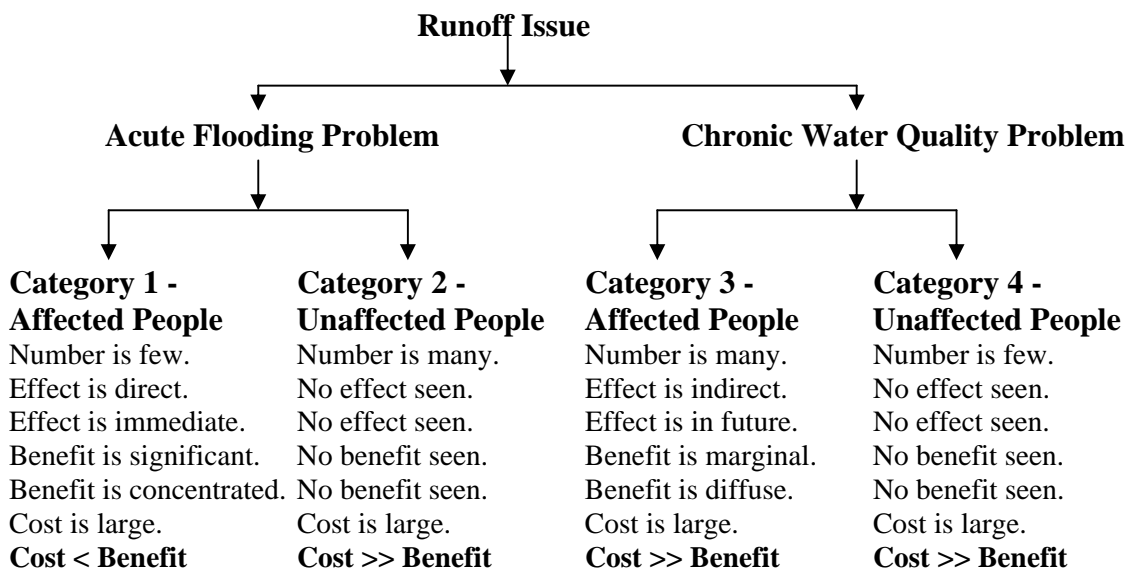 Runoff Issue
Acute Flooding Problem
Chronic Water Quality Problem
Category 1 -
Affected People
Number is few.
Effect is direct.
Effect is immediate.
Benefit is significant.
Benefit is concentrated.
Cost is large.
Cost < Benefit
Category 2 -
Unaffected People
Number is many.
No effect seen.
No effect seen.
No benefit seen.
No benefit seen.
Cost is large.
Cost >> Benefit
Category 3 -
Affected People
Number is many.
Effect is indirect.
Effect is in future.
Benefit is marginal.
Benefit is diffuse.
Cost is large.
Cost >> Benefit
Category 4 -
Unaffected People
Number is few.
No effect seen.
No effect seen.
No benefit seen.
No benefit seen.
Cost is large.
Cost >> Benefit